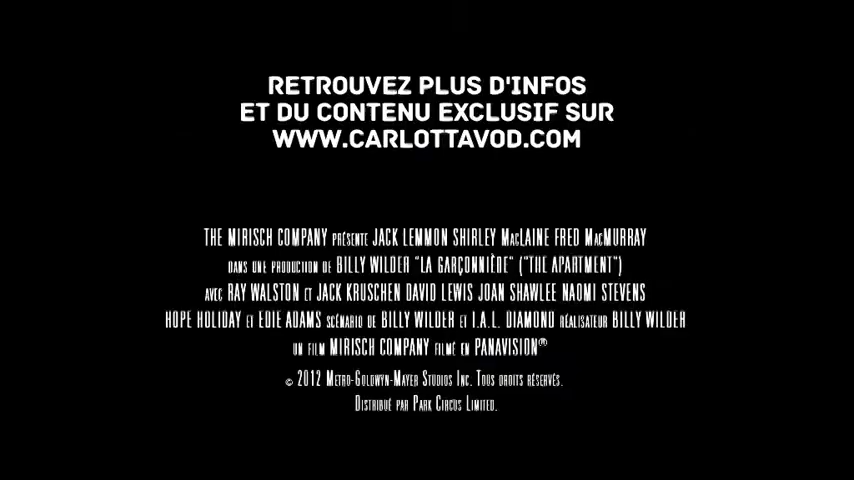 RETROUVEZ PLUS D'INFOS
ET DU CONTENU EXCLUSIF SUR
WWW.CARLOTTAVOD.COM
THE MIRISCH COMPANY PRÉSENTE JACK LEMMON SHIRLEY MacLAINE FRED MacMURRAY
DANS UNE PRODUCTION DE BILLY WILDER "LA GARÇONNIÈRE" ("THE APARTMENT")
AVEC RAY WALSTON ET JACK KRUSCHEN DAVID LEWIS JOAN SHAWLEE NAOMI STEVENS
HOPE HOLIDAY ET EDIE ADAMS SCÉNARIO DE BILLY WILDER ET I.A.L. DIAMOND RÉALISATEUR BILLY WILDER
UN FILM MIRISCH COMPANY FILMÉ EN PANAVISION®
© 2012 METRO-GOLDWYN-MAYER STUDIOS INC. TOUS DROITS RÉSERVÉS.
DISTRIBUÉ PAR PARK CIRCUS LIMITED.